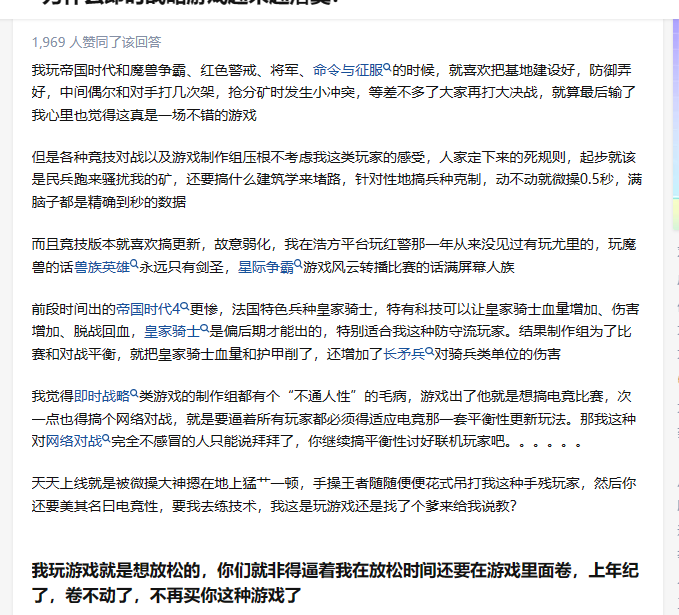 1,969 人赞同了该回答
我玩帝国时代和魔兽争霸、红色警戒、将军、命令与征服的时候，就喜欢把基地建设好，防御弄
好，中间偶尔和对手打几次架，抢分矿时发生小冲突，等差不多了大家再打大决战，就算最后输了
我心里也觉得这真是一场不错的游戏
但是各种竞技对战以及游戏制作组压根不考虑我这类玩家的感受，人家定下来的死规则，起步就该
是民兵跑来骚扰我的矿，还要搞什么建筑学来堵路，针对性地搞兵种克制，动不动就微操0.5秒，满
脑子都是精确到秒的数据
而且竞技版本就喜欢搞更新，故意弱化，我在浩方平台玩红警那一年从来没见过有玩尤里的，玩魔
兽的话兽族英雄永远只有剑圣，星际争霸游戏风云转播比赛的话满屏幕人族
前段时间出的帝国时代4更惨，法国特色兵种皇家骑士，特有科技可以让皇家骑士血量增加、伤害
增加、脱战回血，皇家骑士是偏后期才能出的，特别适合我这种防守流玩家。结果制作组为了比
赛和对战平衡，就把皇家骑士血量和护甲削了，还增加了长矛兵对骑兵类单位的伤害
我觉得即时战略类游戏的制作组都有个“不通人性”的毛病，游戏出了他就是想搞电竞比赛，次
一点也得搞个网络对战，就是要逼着所有玩家都必须得适应电竞那一套平衡性更新玩法。那我这种
对网络对战完全不感冒的人只能说拜拜了，你继续搞平衡性讨好联机玩家吧。。。。。。
天天上线就是被微操大神摁在地上猛艹一顿，手操王者随随便便花式吊打我这种手残玩家，然后你
还要美其名曰电竞性，要我去练技术，我这是玩游戏还是找了个爹来给我说教？
我玩游戏就是想放松的，你们就非得逼着我在放松时间还要在游戏里面卷，上年纪
了，卷不动了，不再买你这种游戏了